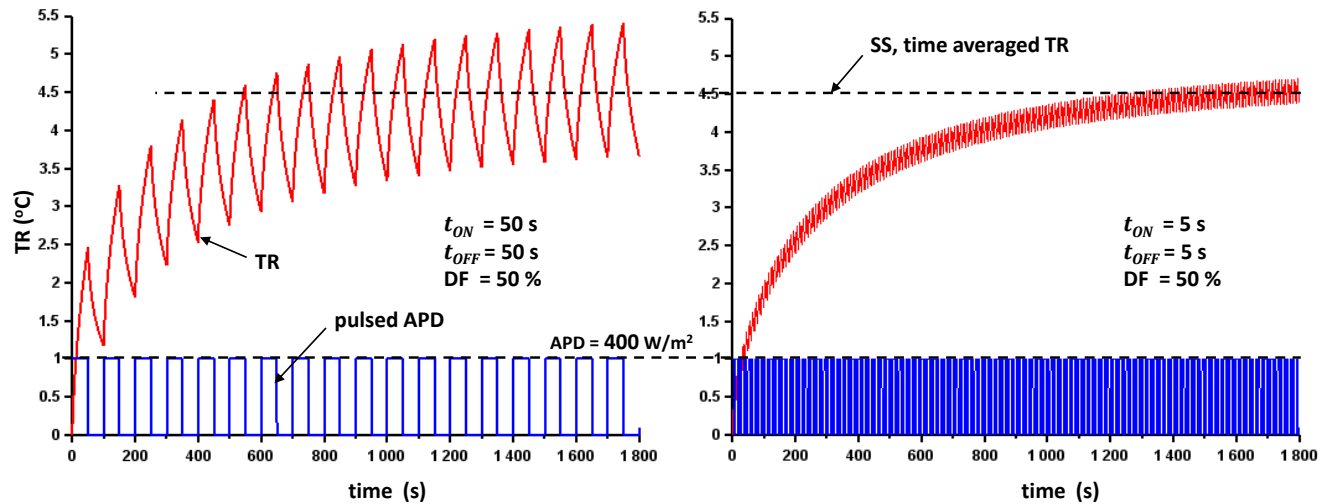 5.5
5
4.5
4
3.5
3
2.5
2
1.5
1
0.5
0
TR (°C)
0 200 400 600 800 1 000 1 200 1 400 1 600 1 800
time (s)
TR
pulsed APD
t_ON = 50 s
t_OFF = 50 s
DF = 50 %
APD = 400 W/m²
5.5
5
4.5
4
3.5
3
2.5
2
1.5
1
0.5
0
0 200 400 600 800 1 000 1 200 1 400 1 600 1 800
time (s)
SS, time averaged TR
t_ON = 5 s
t_OFF = 5 s
DF = 50 %